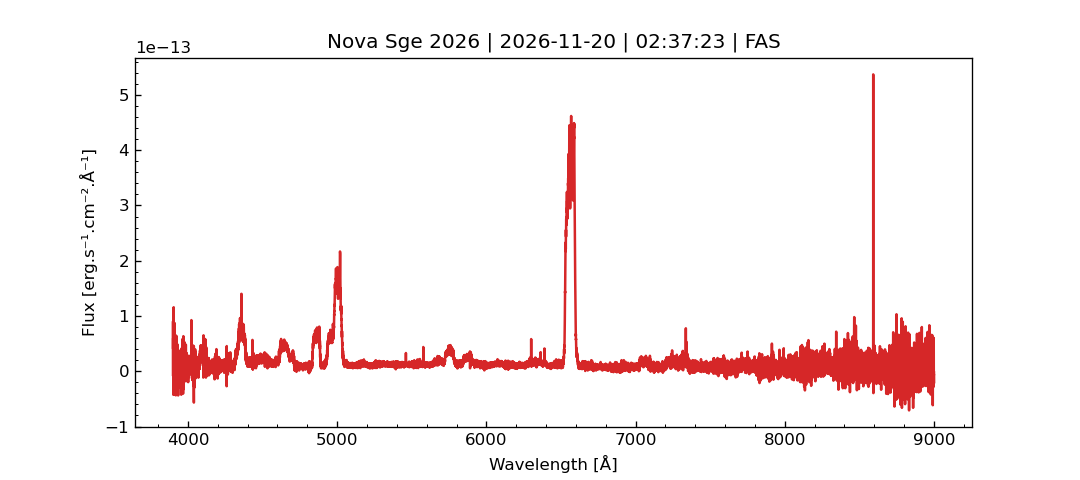 Nova Sge 2026 | 2026-11-20 | 02:37:23 | FAS
1e−13
5
4
3
2
1
0
−1
Flux [erg.s⁻¹.cm⁻².Å⁻¹]
4000 5000 6000 7000 8000 9000
Wavelength [Å]